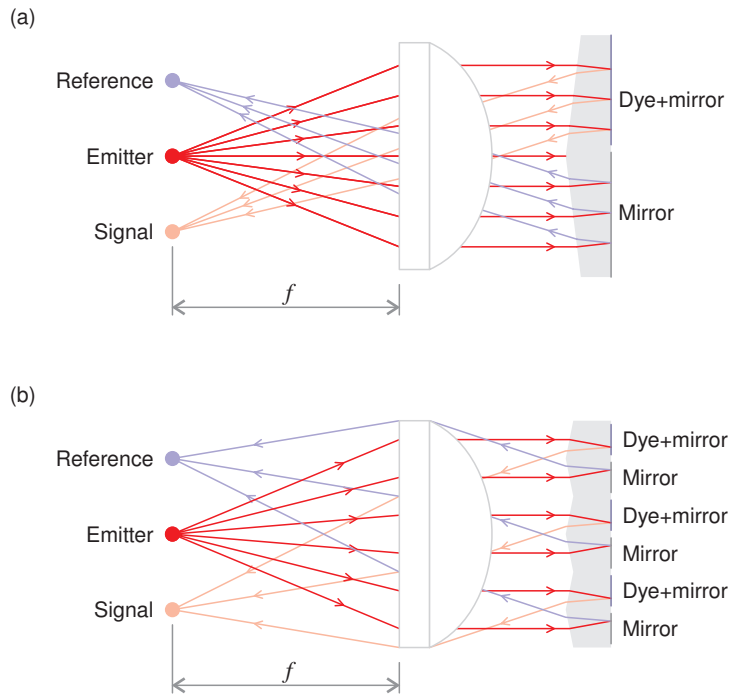 (a)
Reference
Emitter
Signal
Dye+mirror
Mirror
f
(b)
Reference
Emitter
Signal
Dye+mirror
Mirror
Dye+mirror
Mirror
Dye+mirror
Mirror
f